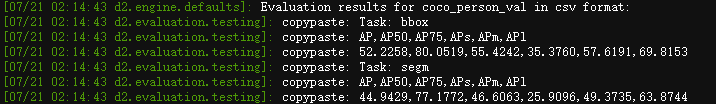 [07/21 02:14:43 d2.engine.defaults]: Evaluation results for coco_person_val in csv format:
[07/21 02:14:43 d2.evaluation.testing]: copypaste: Task: bbox
[07/21 02:14:43 d2.evaluation.testing]: copypaste: AP,AP50,AP75,APs,APm,APl
[07/21 02:14:43 d2.evaluation.testing]: copypaste: 52.2258,80.0519,55.4242,35.3760,57.6191,69.8153
[07/21 02:14:43 d2.evaluation.testing]: copypaste: Task: segm
[07/21 02:14:43 d2.evaluation.testing]: copypaste: AP,AP50,AP75,APs,APm,APl
[07/21 02:14:43 d2.evaluation.testing]: copypaste: 44.9429,77.1772,46.6063,25.9096,49.3735,63.8744